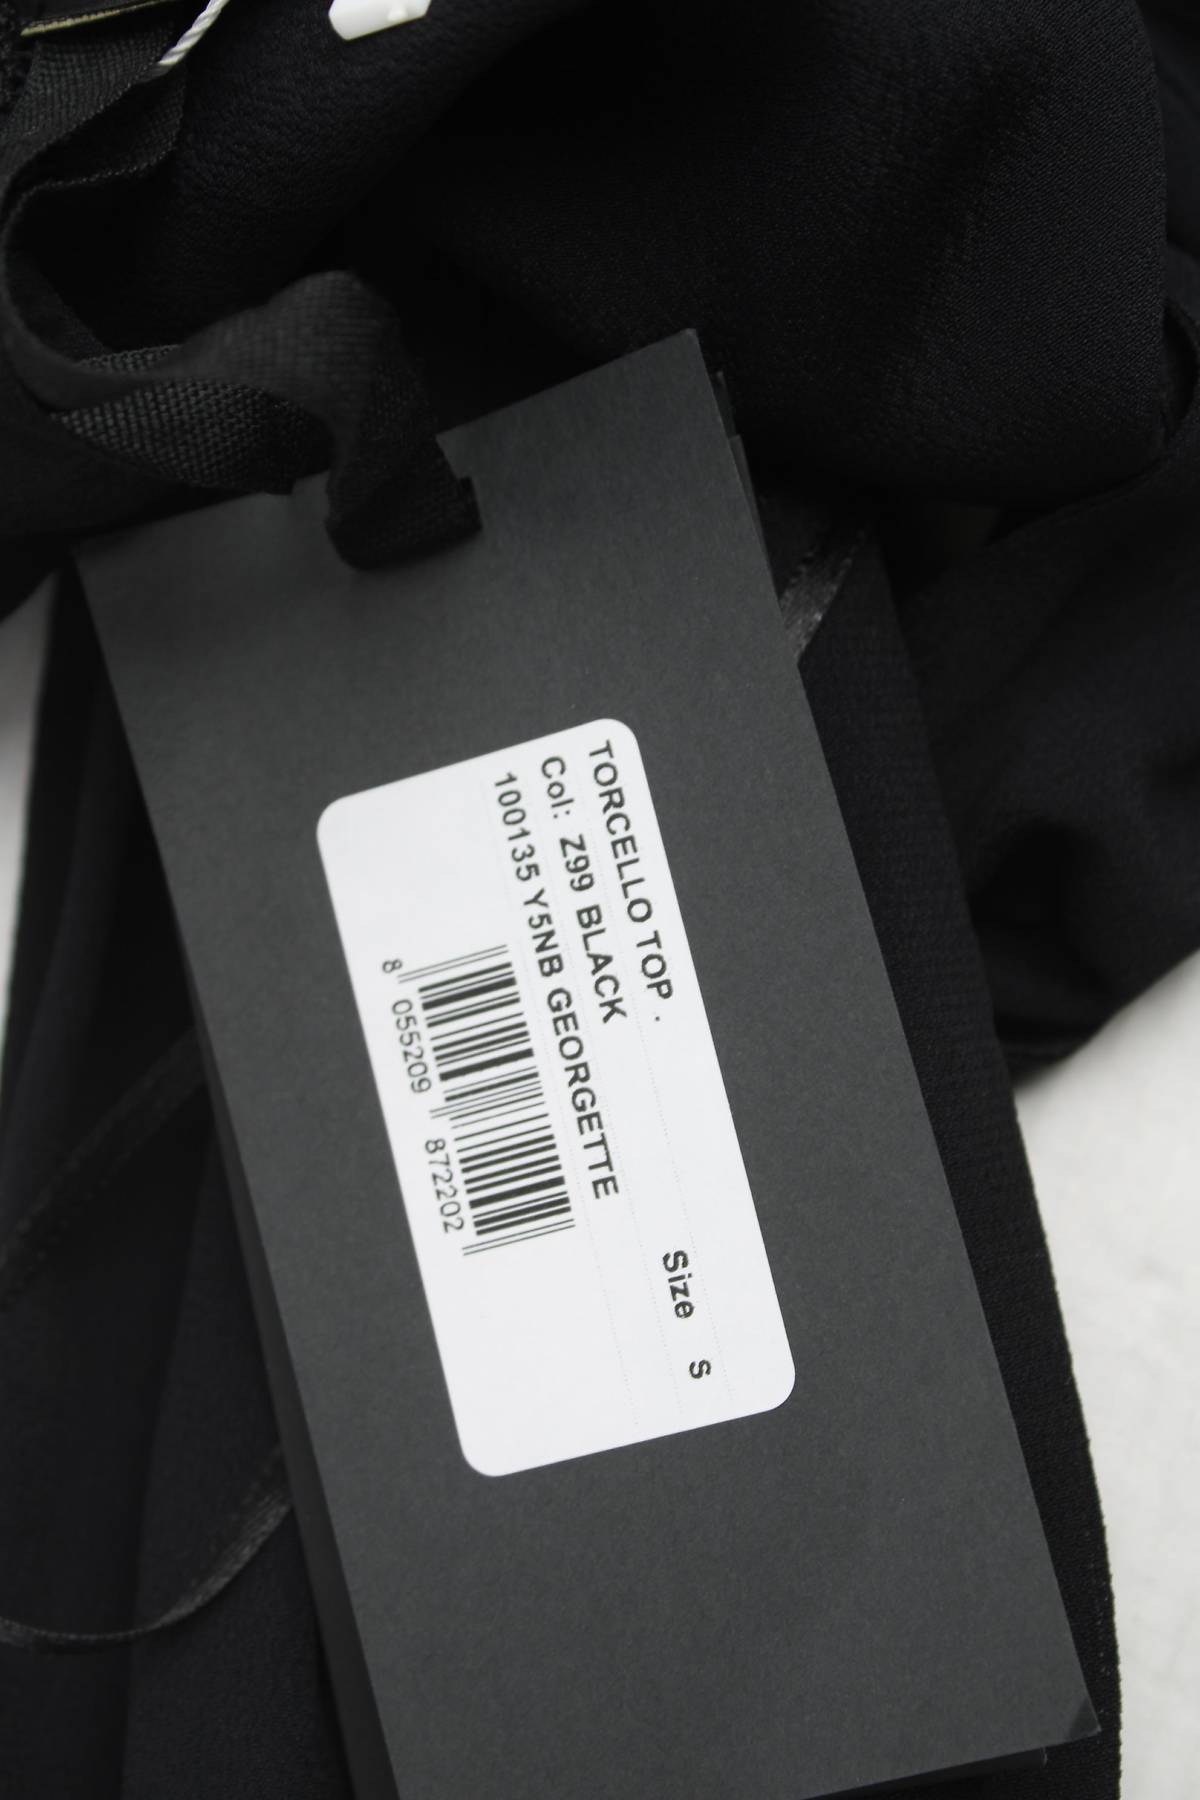 TORCELLO TOP .
Size S
Col: Z99 BLACK
100135 Y5NB GEORGETTE
8 055209 872202